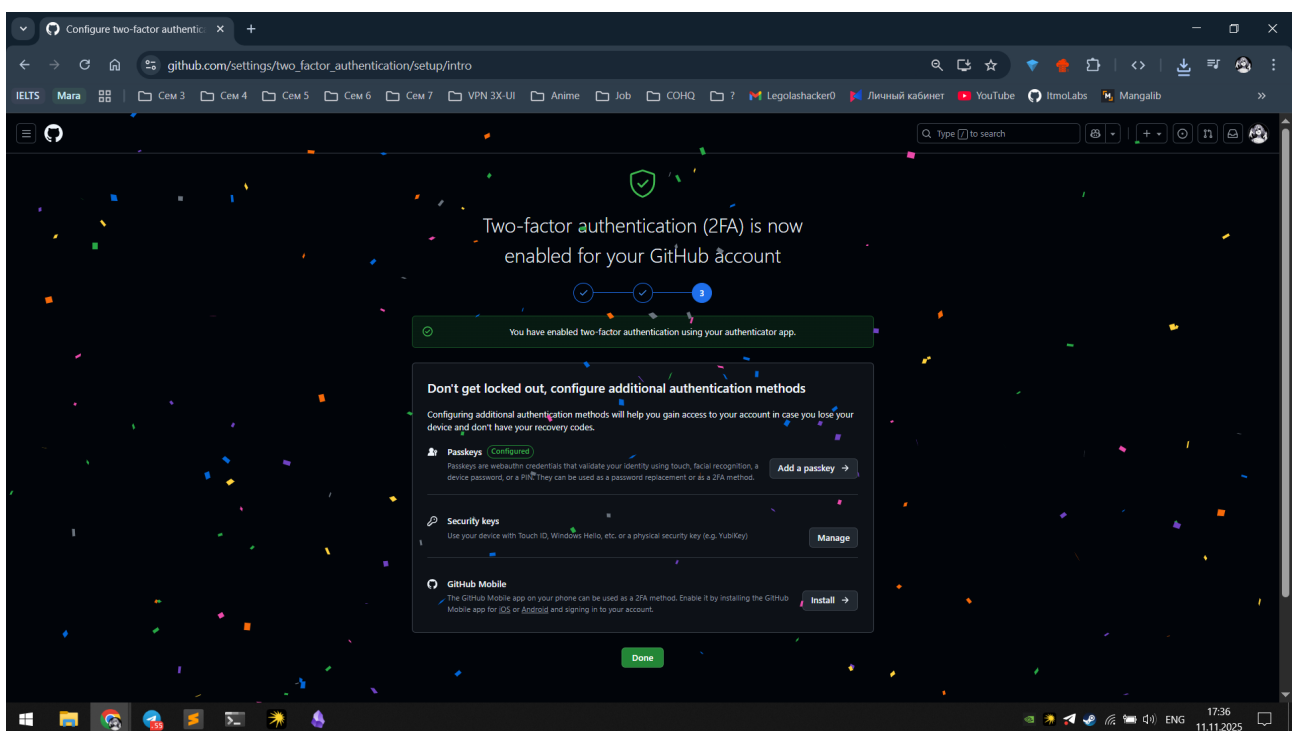 Configure two-factor authentic
github.com/settings/two_factor_authentication/setup/intro
IELTS Mara Сем 3 Сем 4 Сем 5 Сем 6 Сем 7 VPN 3X-UI Anime Job COHQ ? Legolashacker0 Личный кабинет YouTube ItmoLabs Mangalib
Type / to search
Two-factor authentication (2FA) is now
enabled for your GitHub account
3
You have enabled two-factor authentication using your authenticator app.
Don't get locked out, configure additional authentication methods
Configuring additional authentication methods will help you gain access to your account in case you lose your
device and don't have your recovery codes.
Passkeys Configured
Passkeys are webauthn credentials that validate your identity using touch, facial recognition, a
device password, or a PIN. They can be used as a password replacement or as a 2FA method.
Add a passkey
Security keys
Use your device with Touch ID, Windows Hello, etc. or a physical security key (e.g. YubiKey)
Manage
GitHub Mobile
The GitHub Mobile app on your phone can be used as a 2FA method. Enable it by installing the GitHub
Mobile app for iOS or Android and signing in to your account.
Install
Done
55
ENG
17:36
11.11.2025